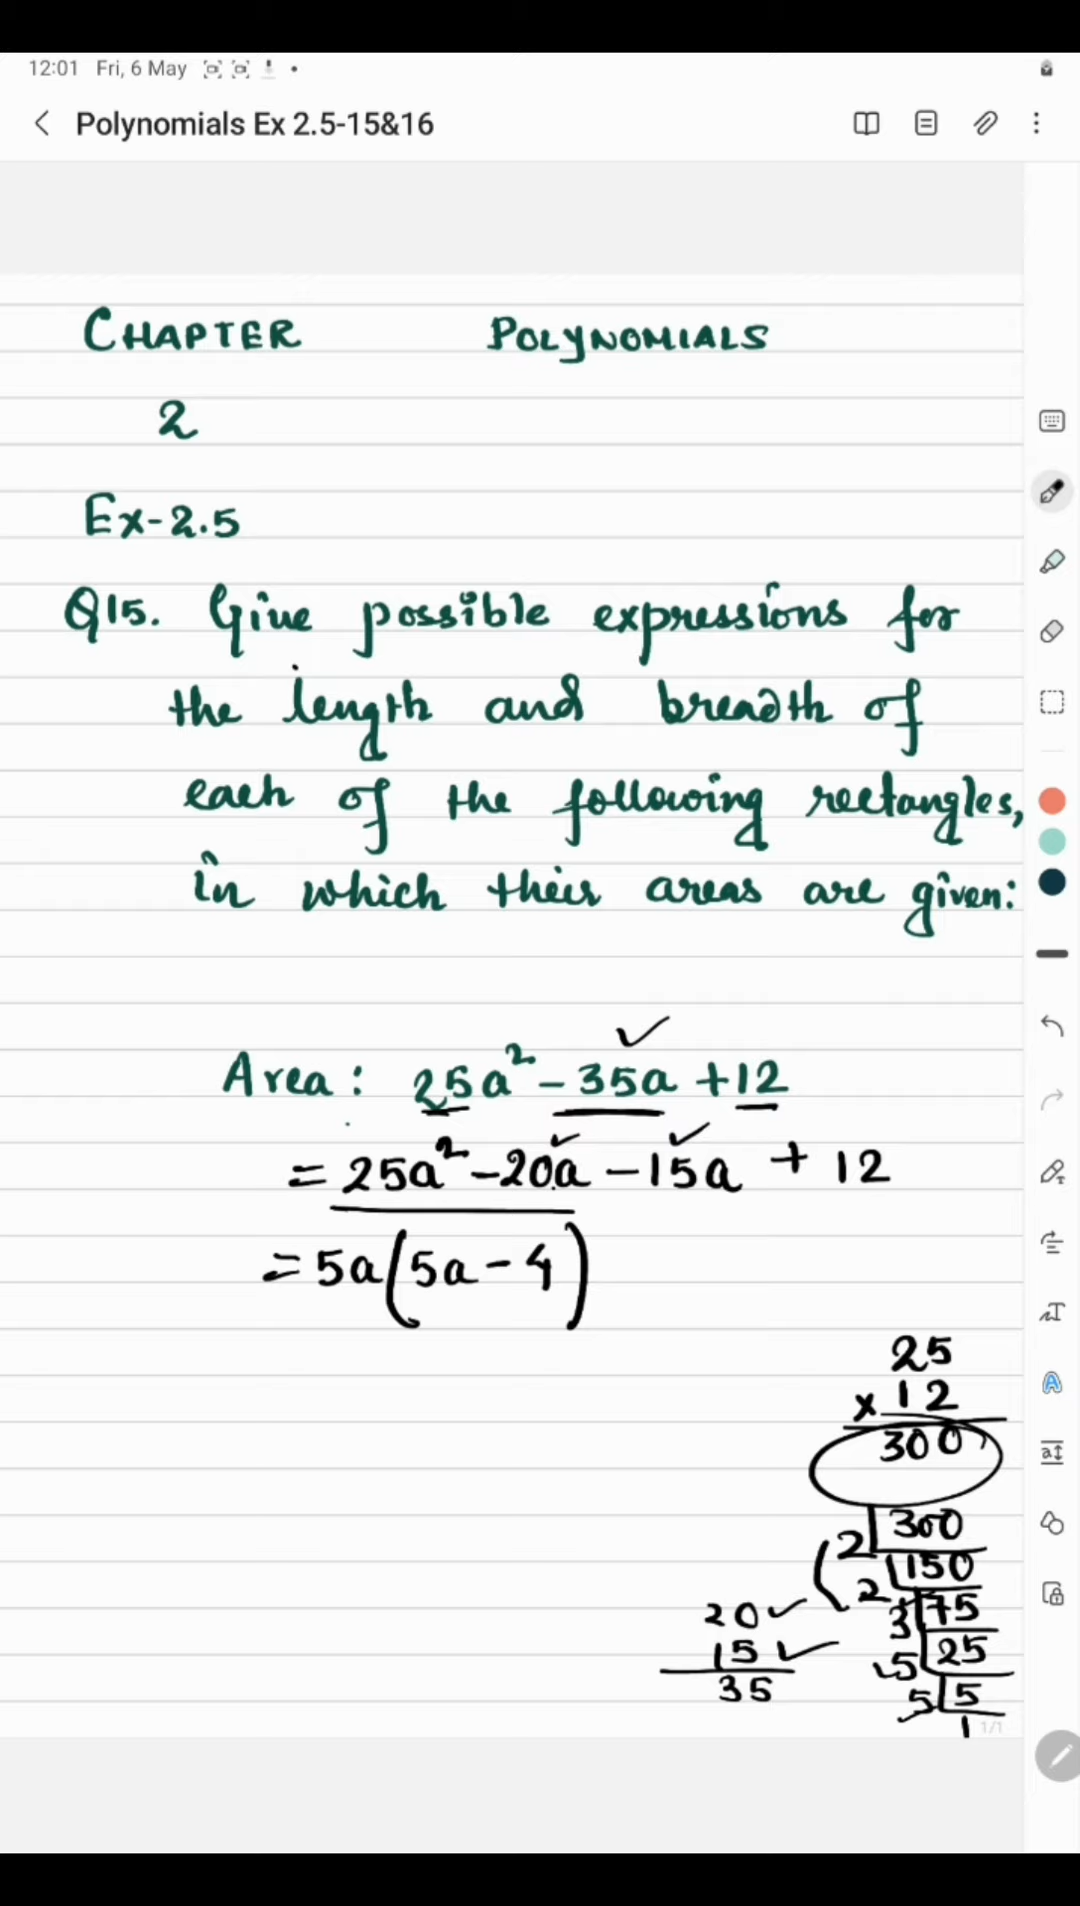 12:01 Fri, 6 May
Polynomials Ex 2.5-15&16
CHAPTER POLYNOMIALS
2
Ex-2.5
Q15. Give possible expressions for
the length and breadth of
each of the following rectangles,
in which their areas are given:
Area: 25a² - 35a + 12
= 25a² - 20a - 15a + 12
= 5a(5a - 4)
25
x 12
300
2 300
2 150
3 75
5 25
5 5
1
20
15
35
1/1